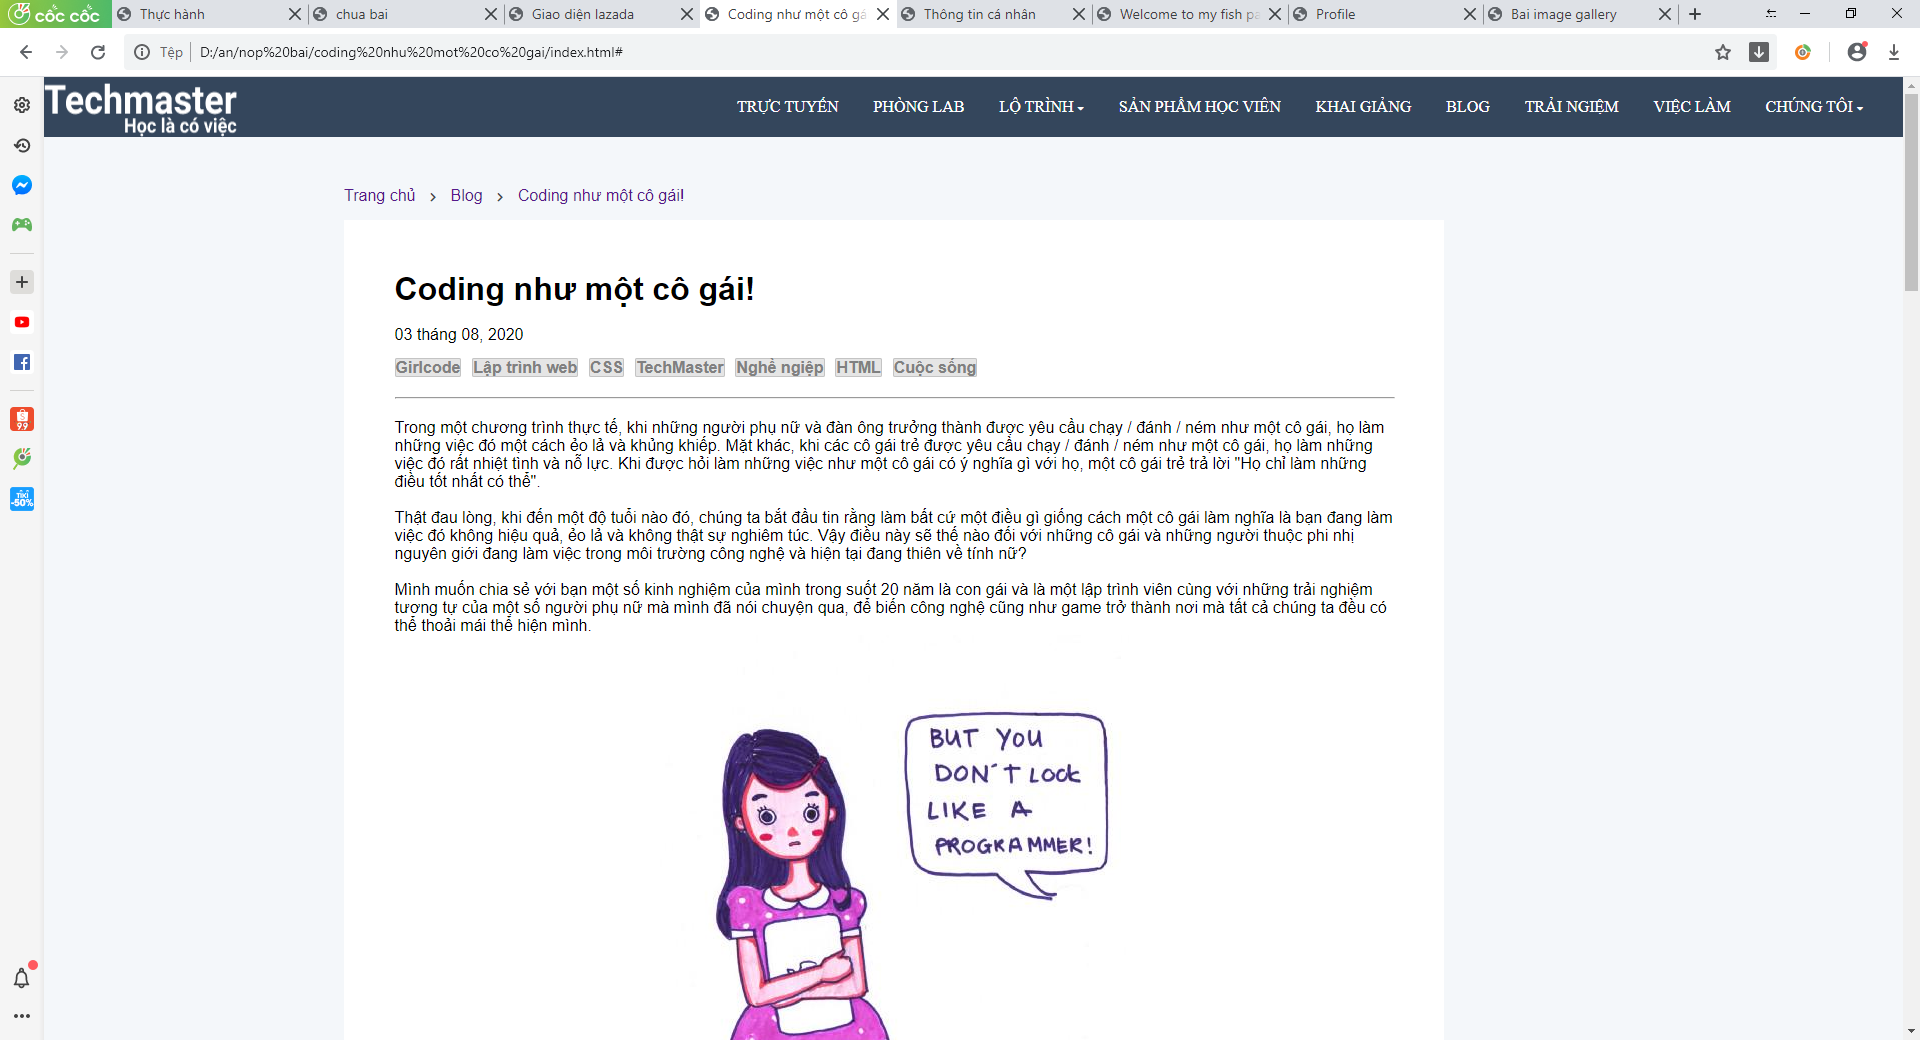 cốc cốc
Thực hành
chua bai
Giao diện lazada
Coding như một cô gá
Thông tin cá nhân
Welcome to my fish pa
Profile
Bai image gallery
Tệp
D:/an/nop%20bai/coding%20nhu%20mot%20co%20gai/index.html#
Techmaster
Học là có việc
TRỰC TUYẾN PHÒNG LAB LỘ TRÌNH SẢN PHẨM HỌC VIÊN KHAI GIẢNG BLOG TRẢI NGIỆM VIỆC LÀM CHÚNG TÔI
Trang chủ › Blog › Coding như một cô gái!
Coding như một cô gái!
03 tháng 08, 2020
Girlcode Lập trình web CSS TechMaster Nghề ngiệp HTML Cuộc sống
Trong một chương trình thực tế, khi những người phụ nữ và đàn ông trưởng thành được yêu cầu chạy / đánh / ném như một cô gái, họ làm
những việc đó một cách ẻo lả và khủng khiếp. Mặt khác, khi các cô gái trẻ được yêu cầu chạy / đánh / ném như một cô gái, họ làm những
việc đó rất nhiệt tình và nỗ lực. Khi được hỏi làm những việc như một cô gái có ý nghĩa gì với họ, một cô gái trẻ trả lời "Họ chỉ làm những
điều tốt nhất có thể".
Thật đau lòng, khi đến một độ tuổi nào đó, chúng ta bắt đầu tin rằng làm bất cứ một điều gì giống cách một cô gái làm nghĩa là bạn đang làm
việc đó không hiệu quả, ẻo lả và không thật sự nghiêm túc. Vậy điều này sẽ thế nào đối với những cô gái và những người thuộc phi nhị
nguyên giới đang làm việc trong môi trường công nghệ và hiện tại đang thiên về tính nữ?
Mình muốn chia sẻ với bạn một số kinh nghiệm của mình trong suốt 20 năm là con gái và là một lập trình viên cùng với những trải nghiệm
tương tự của một số người phụ nữ mà mình đã nói chuyện qua, để biến công nghệ cũng như game trở thành nơi mà tất cả chúng ta đều có
thể thoải mái thể hiện mình.
BUT YOU
DON'T LOOK
LIKE A
PROGRAMMER!
9.9
TIKI
-50%